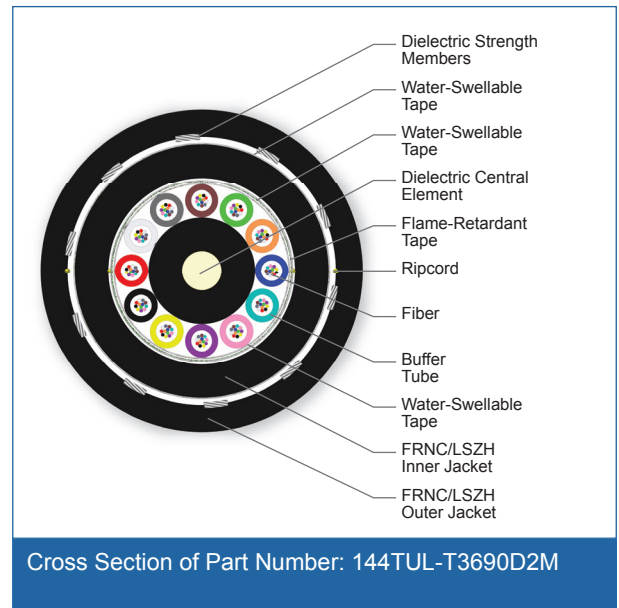 Dielectric Strength
Members
Water-Swellable
Tape
Water-Swellable
Tape
Dielectric Central
Element
Flame-Retardant
Tape
Ripcord
Fiber
Buffer
Tube
Water-Swellable
Tape
FRNC/LSZH
Inner Jacket
FRNC/LSZH
Outer Jacket
Cross Section of Part Number: 144TUL-T3690D2M